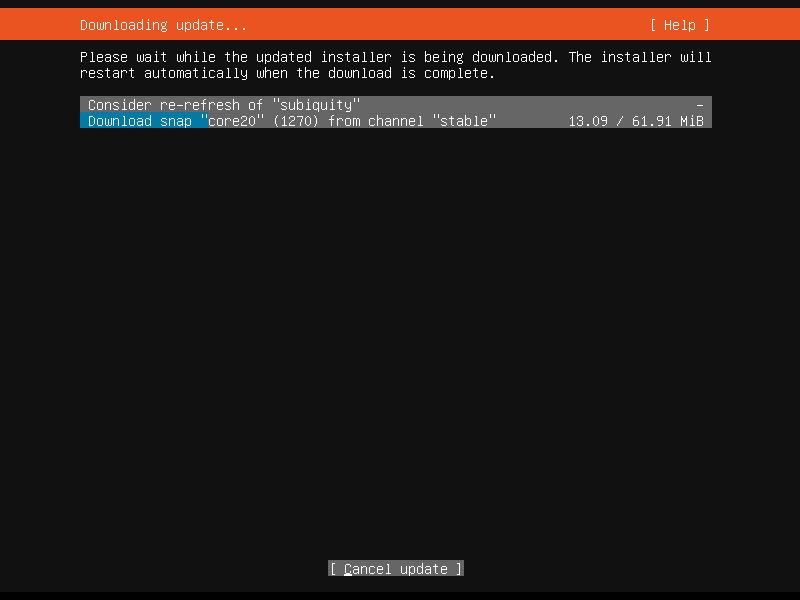 Downloading update... [ Help ]
Please wait while the updated installer is being downloaded. The installer will
restart automatically when the download is complete.
Consider re-refresh of "subiquity" -
Download snap "core20" (1270) from channel "stable" 13.09 / 61.91 MiB
[ Cancel update ]